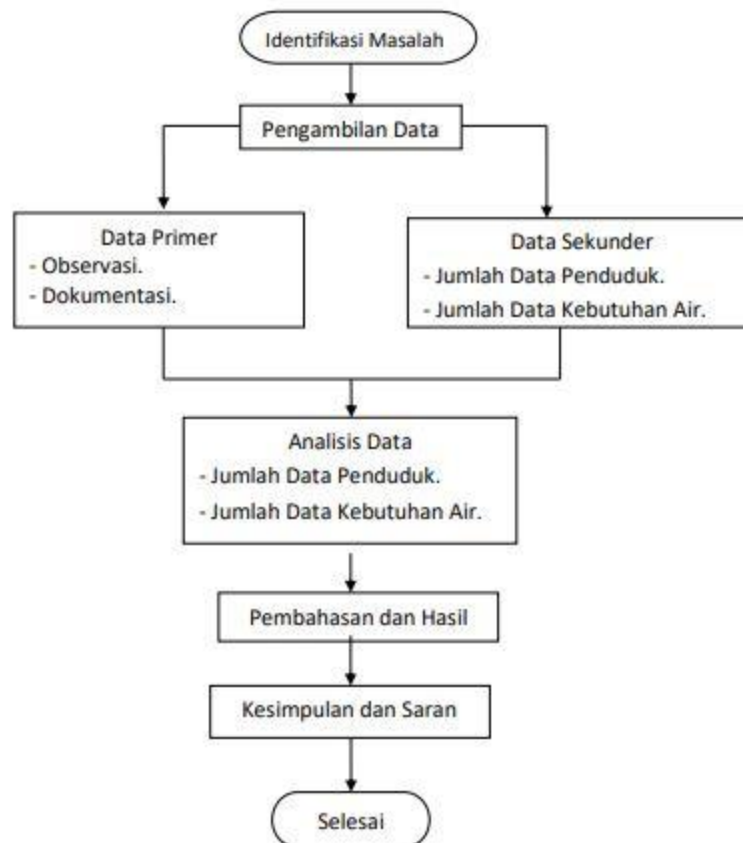 Identifikasi Masalah
Pengambilan Data
Data Primer
- Observasi.
- Dokumentasi.
Data Sekunder
- Jumlah Data Penduduk.
- Jumlah Data Kebutuhan Air.
Analisis Data
- Jumlah Data Penduduk.
- Jumlah Data Kebutuhan Air.
Pembahasan dan Hasil
Kesimpulan dan Saran
Selesai